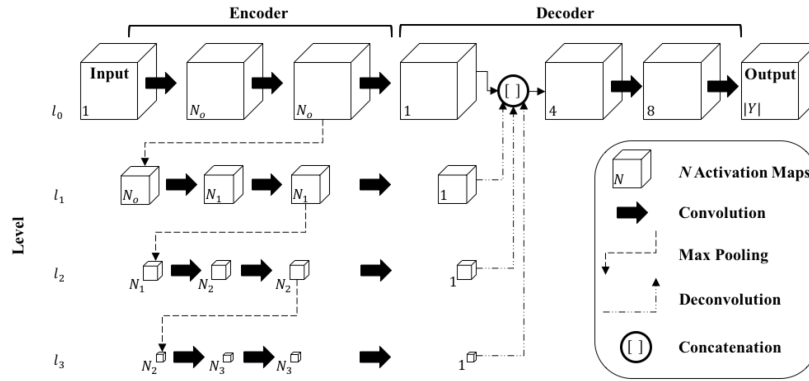 Encoder
Decoder
Input
Output
1
N_o
N_o
1
[ ]
4
8
|Y|
l_0
N_o
N_1
N_1
1
l_1
N_1
N_2
N_2
1
l_2
N_2
N_3
N_3
1
l_3
Level
N
N Activation Maps
Convolution
Max Pooling
Deconvolution
[ ]
Concatenation